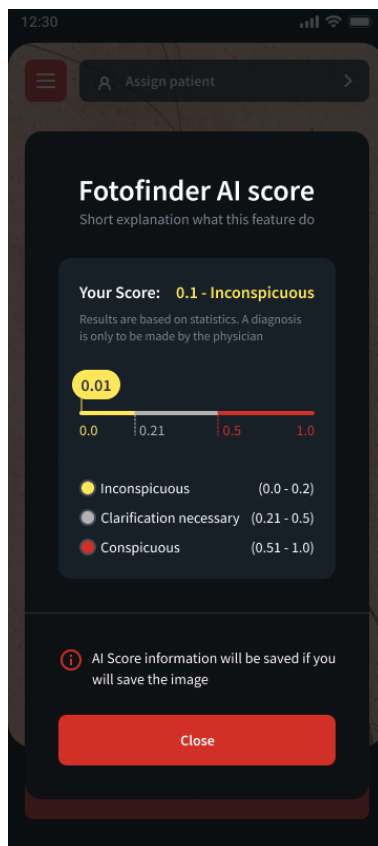 12:30
Assign patient
Fotofinder AI score
Short explanation what this feature do
Your Score: 0.1 - Inconspicuous
Results are based on statistics. A diagnosis
is only to be made by the physician
0.01
0.0 0.21 0.5 1.0
Inconspicuous (0.0 - 0.2)
Clarification necessary (0.21 - 0.5)
Conspicuous (0.51 - 1.0)
AI Score information will be saved if you
will save the image
Close